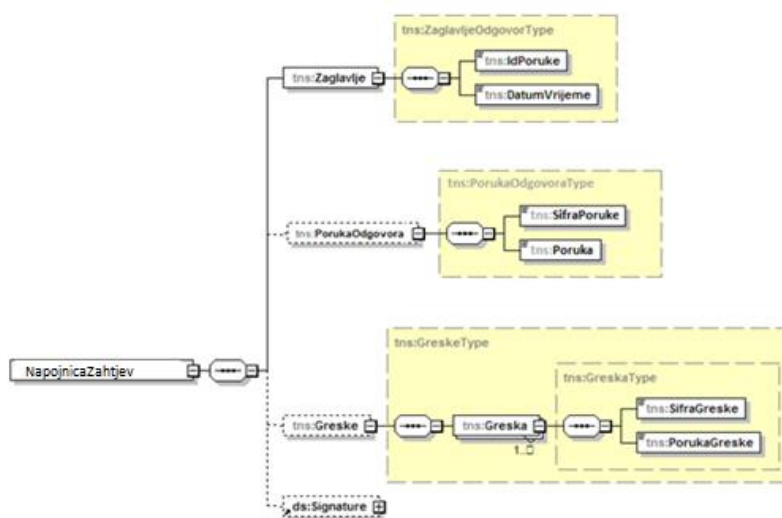 tns:ZaglavljeOdgovorType
tns:Zaglavlje
tns:IdPoruke
tns:DatumVrijeme
tns:PorukaOdgovoraType
tns:PorukaOdgovora
tns:SifraPoruke
tns:Poruka
NapojnicaZahtjev
tns:GreskeType
tns:GreskaType
tns:Greske
tns:Greska
1..
tns:SifraGreske
tns:PorukaGreske
ds:Signature